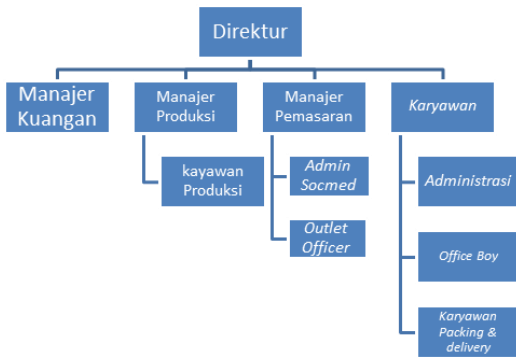 Direktur
Manajer
Kuangan
Manajer
Produksi
kayawan
Produksi
Manajer
Pemasaran
Admin
Socmed
Outlet
Officer
Karyawan
Administrasi
Office Boy
Karyawan
Packing &
delivery